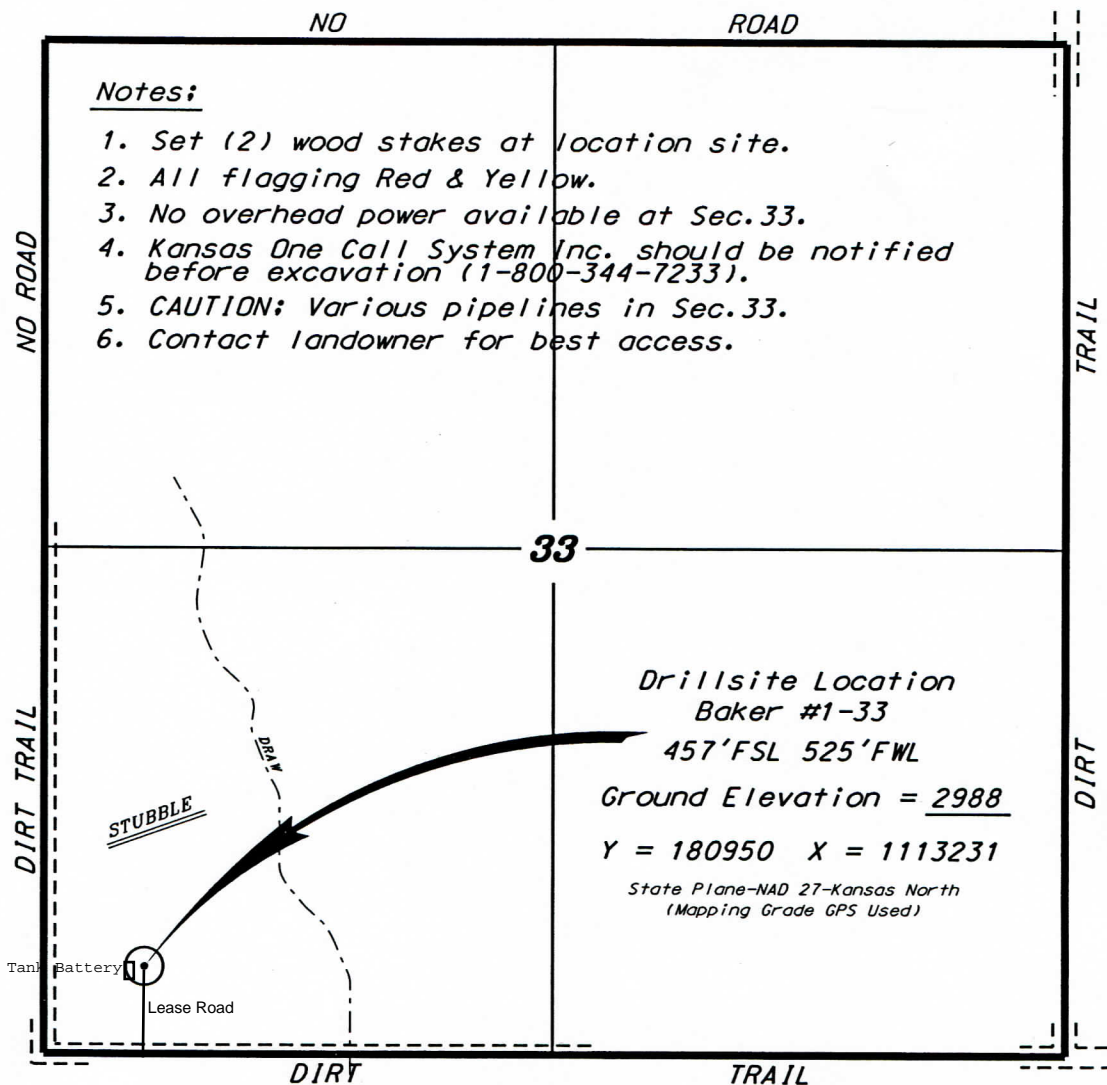 NO ROAD
Notes:
1. Set (2) wood stakes at location site.
2. All flagging Red & Yellow.
3. No overhead power available at Sec.33.
4. Kansas One Call System Inc. should be notified
before excavation (1-800-344-7233).
5. CAUTION: Various pipelines in Sec.33.
6. Contact landowner for best access.
NO ROAD
TRAIL
33
Drillsite Location
Baker #1-33
457'FSL 525'FWL
Ground Elevation = 2988
Y = 180950 X = 1113231
State Plane-NAD 27-Kansas North
(Mapping Grade GPS Used)
DIRT TRAIL
DRAW
STUBBLE
DIRT
Tank Battery
Lease Road
DIRT TRAIL